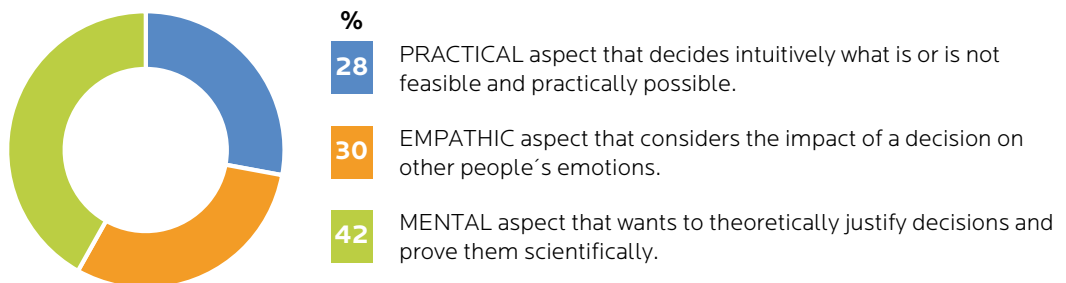 %
28
PRACTICAL aspect that decides intuitively what is or is not
feasible and practically possible.
30
EMPATHIC aspect that considers the impact of a decision on
other people´s emotions.
42
MENTAL aspect that wants to theoretically justify decisions and
prove them scientifically.